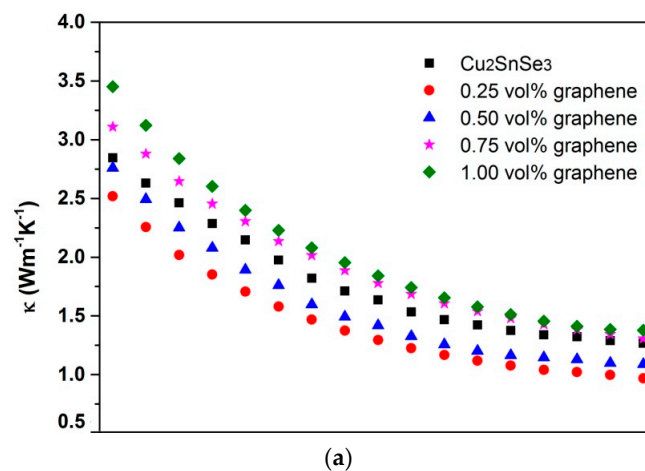 4.0
3.5
3.0
2.5
2.0
1.5
1.0
0.5
κ (Wm⁻¹K⁻¹)
Cu2SnSe3
0.25 vol% graphene
0.50 vol% graphene
0.75 vol% graphene
1.00 vol% graphene
(a)